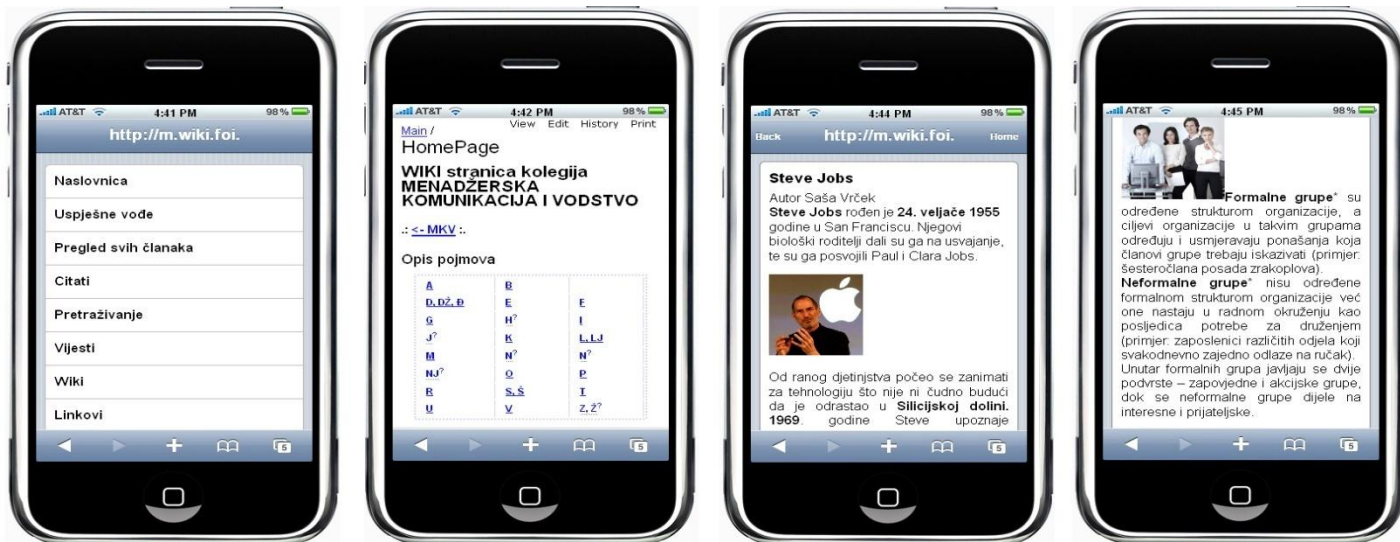 AT&T 4:41 PM 98%
http://m.wiki.foi.
Naslovnica
Uspješne vođe
Pregled svih članaka
Citati
Pretraživanje
Vijesti
Wiki
Linkovi
5
AT&T 4:42 PM 98%
View Edit History Print
Main /
HomePage
WIKI stranica kolegija
MENADŽERSKA
KOMUNIKACIJA I VODSTVO
.: <- MKV :.
Opis pojmova
A B
D, DŽ, Đ E F
G H? I
J? K L, LJ
M N? N?
NJ? O P
R S, Š T
U V Z, Ž?
5
AT&T 4:44 PM 98%
Back http://m.wiki.foi. Home
Steve Jobs
Autor Saša Vrček
Steve Jobs rođen je 24. veljače 1955
godine u San Franciscu. Njegovi
biološki roditelji dali su ga na usvajanje,
te su ga posvojili Paul i Clara Jobs.
Od ranog djetinjstva počeo se zanimati
za tehnologiju što nije ni čudno budući
da je odrastao u Silicijskoj dolini.
1969. godine Steve upoznaje
5
AT&T 4:45 PM 98%
Formalne grupe* su
određene strukturom organizacije, a
ciljevi organizacije u takvim grupama
određuju i usmjeravaju ponašanja koja
članovi grupe trebaju iskazivati (primjer:
šesteročlana posada zrakoplova).
Neformalne grupe* nisu određene
formalnom strukturom organizacije već
one nastaju u radnom okruženju kao
posljedica potrebe za druženjem
(primjer: zaposlenici različitih odjela koji
svakodnevno zajedno odlaze na ručak).
Unutar formalnih grupa javljaju se dvije
podvrste – zapovjedne i akcijske grupe,
dok se neformalne grupe dijele na
interesne i prijateljske.
5